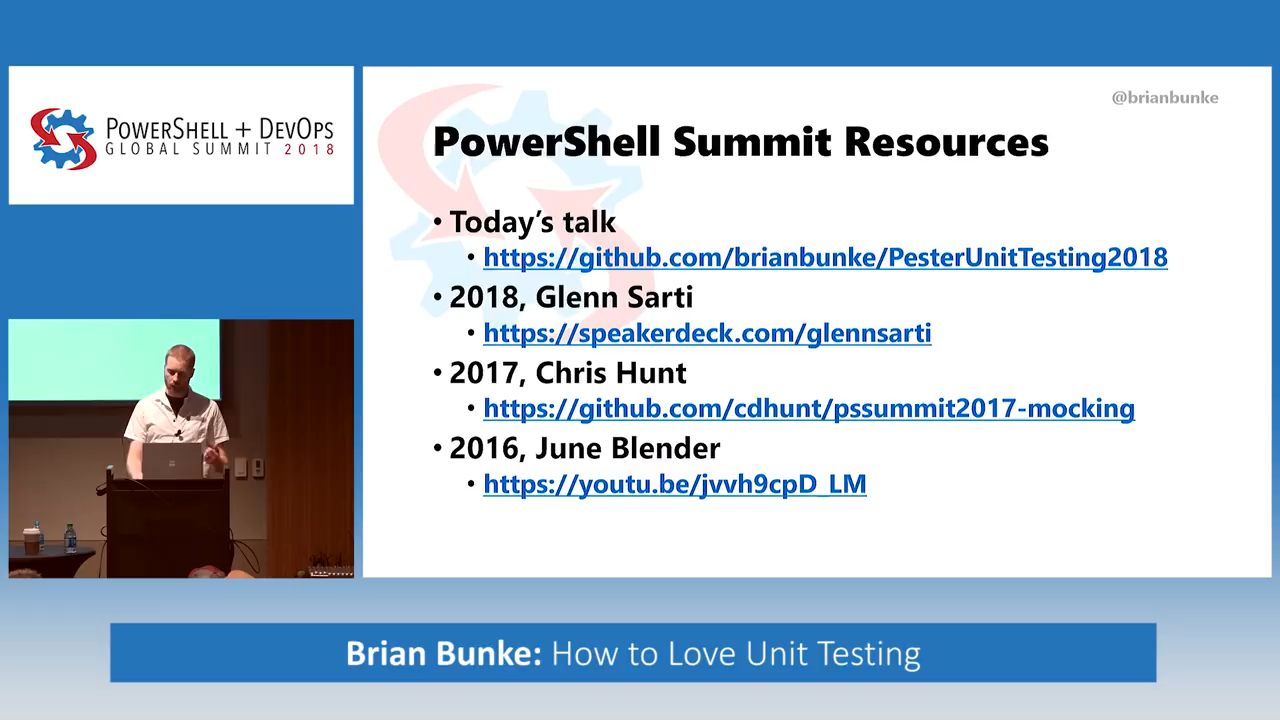 POWERSHELL + DEVOPS
GLOBAL SUMMIT 2018
@brianbunke
PowerShell Summit Resources
• Today's talk
• https://github.com/brianbunke/PesterUnitTesting2018
• 2018, Glenn Sarti
• https://speakerdeck.com/glennsarti
• 2017, Chris Hunt
• https://github.com/cdhunt/pssummit2017-mocking
• 2016, June Blender
• https://youtu.be/jvvh9cpD_LM
Brian Bunke: How to Love Unit Testing